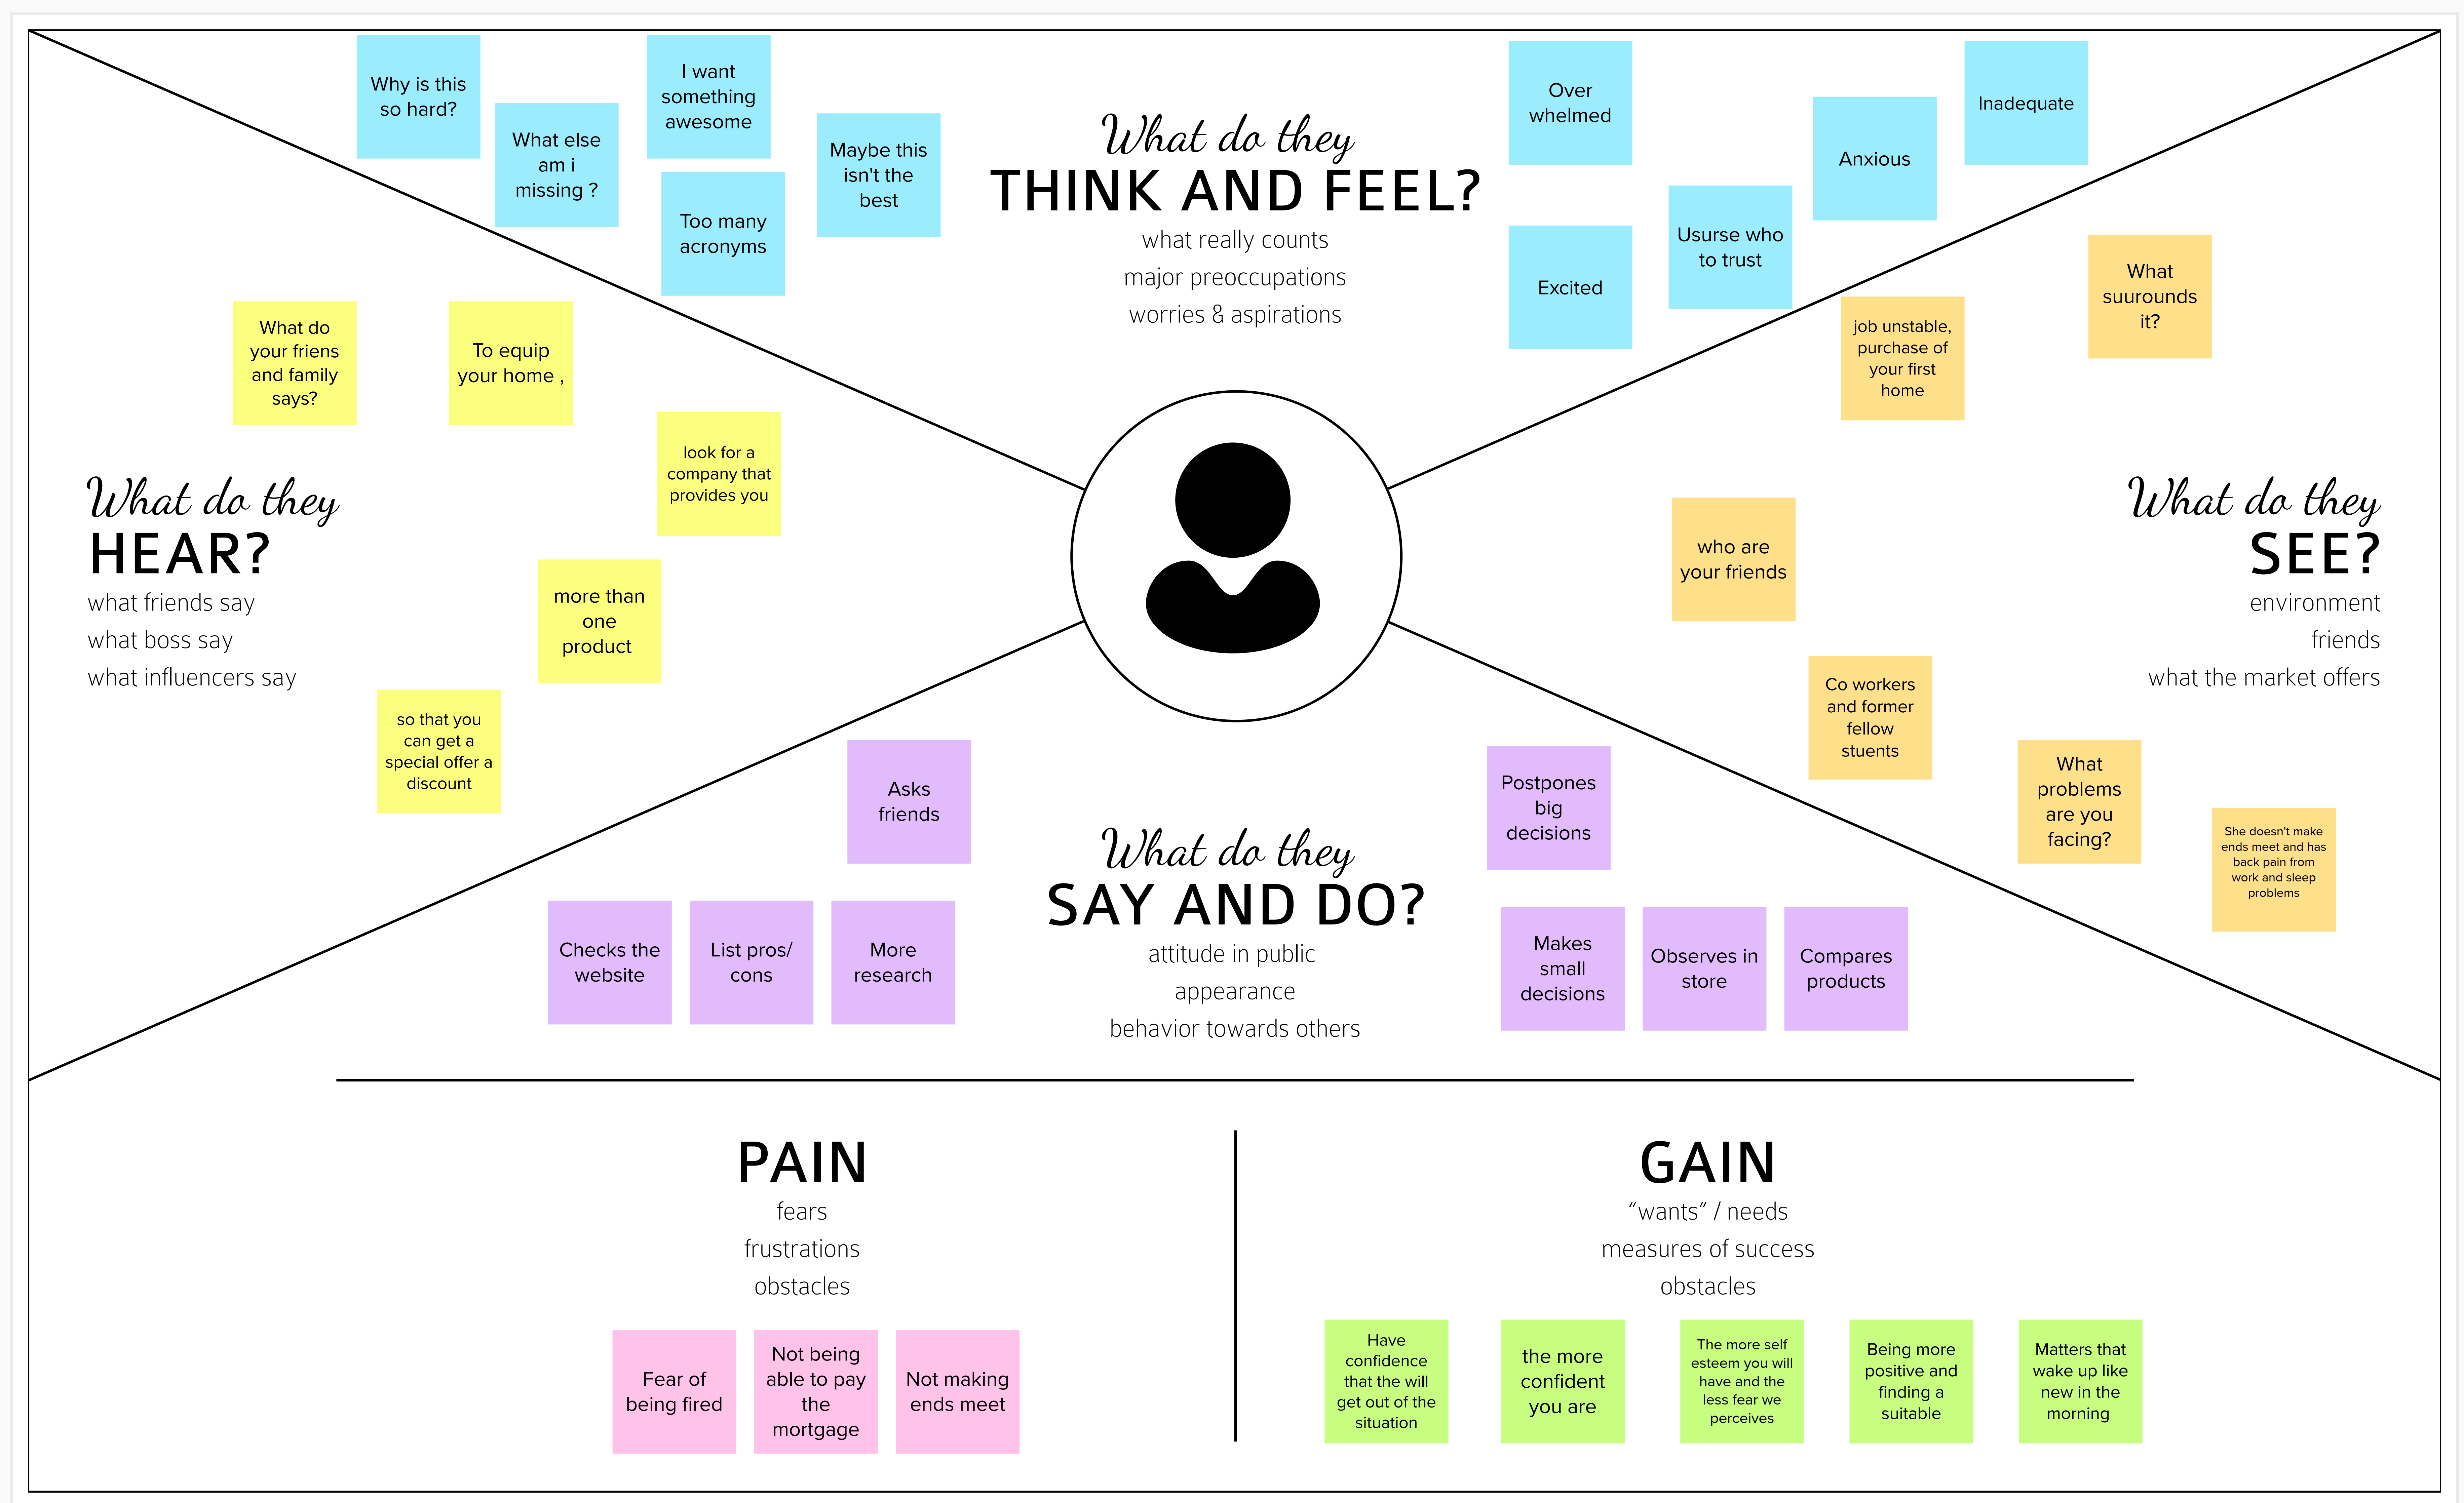 Why is this
so hard?
What else
am i
missing ?
I want
something
awesome
Too many
acronyms
Maybe this
isn't the
best
What do they
THINK AND FEEL?
what really counts
major preoccupations
worries & aspirations
Over
whelmed
Excited
Usurse who
to trust
Anxious
Inadequate
What do
your friens
and family
says?
To equip
your home ,
look for a
company that
provides you
What do they
HEAR?
what friends say
what boss say
what influencers say
more than
one
product
so that you
can get a
special offer a
discount
What
suurounds
it?
job unstable,
purchase of
your first
home
who are
your friends
What do they
SEE?
environment
friends
what the market offers
Co workers
and former
fellow
stuents
What
problems
are you
facing?
She doesn't make
ends meet and has
back pain from
work and sleep
problems
Asks
friends
Checks the
website
List pros/
cons
More
research
What do they
SAY AND DO?
attitude in public
appearance
behavior towards others
Postpones
big
decisions
Makes
small
decisions
Observes in
store
Compares
products
PAIN
fears
frustrations
obstacles
Fear of
being fired
Not being
able to pay
the
mortgage
Not making
ends meet
GAIN
“wants” / needs
measures of success
obstacles
Have
confidence
that the will
get out of the
situation
the more
confident
you are
The more self
esteem you will
have and the
less fear we
perceives
Being more
positive and
finding a
suitable
Matters that
wake up like
new in the
morning